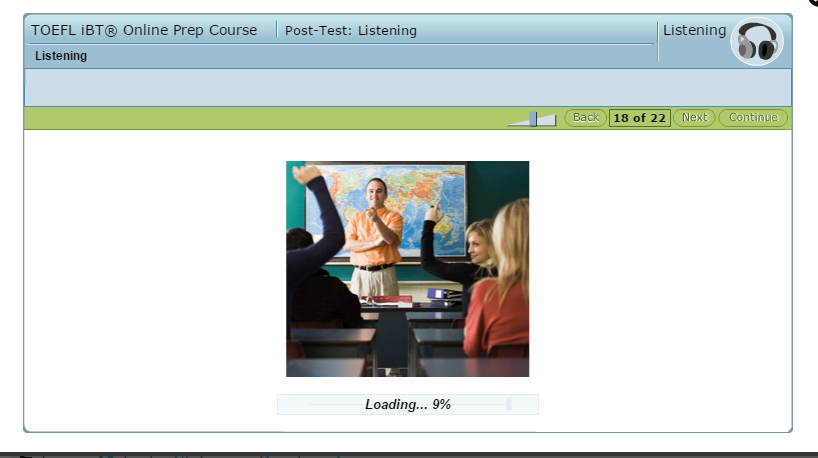 TOEFL iBT® Online Prep Course
Post-Test: Listening
Listening
Listening
Back
18 of 22
Next
Continue
Loading... 9%